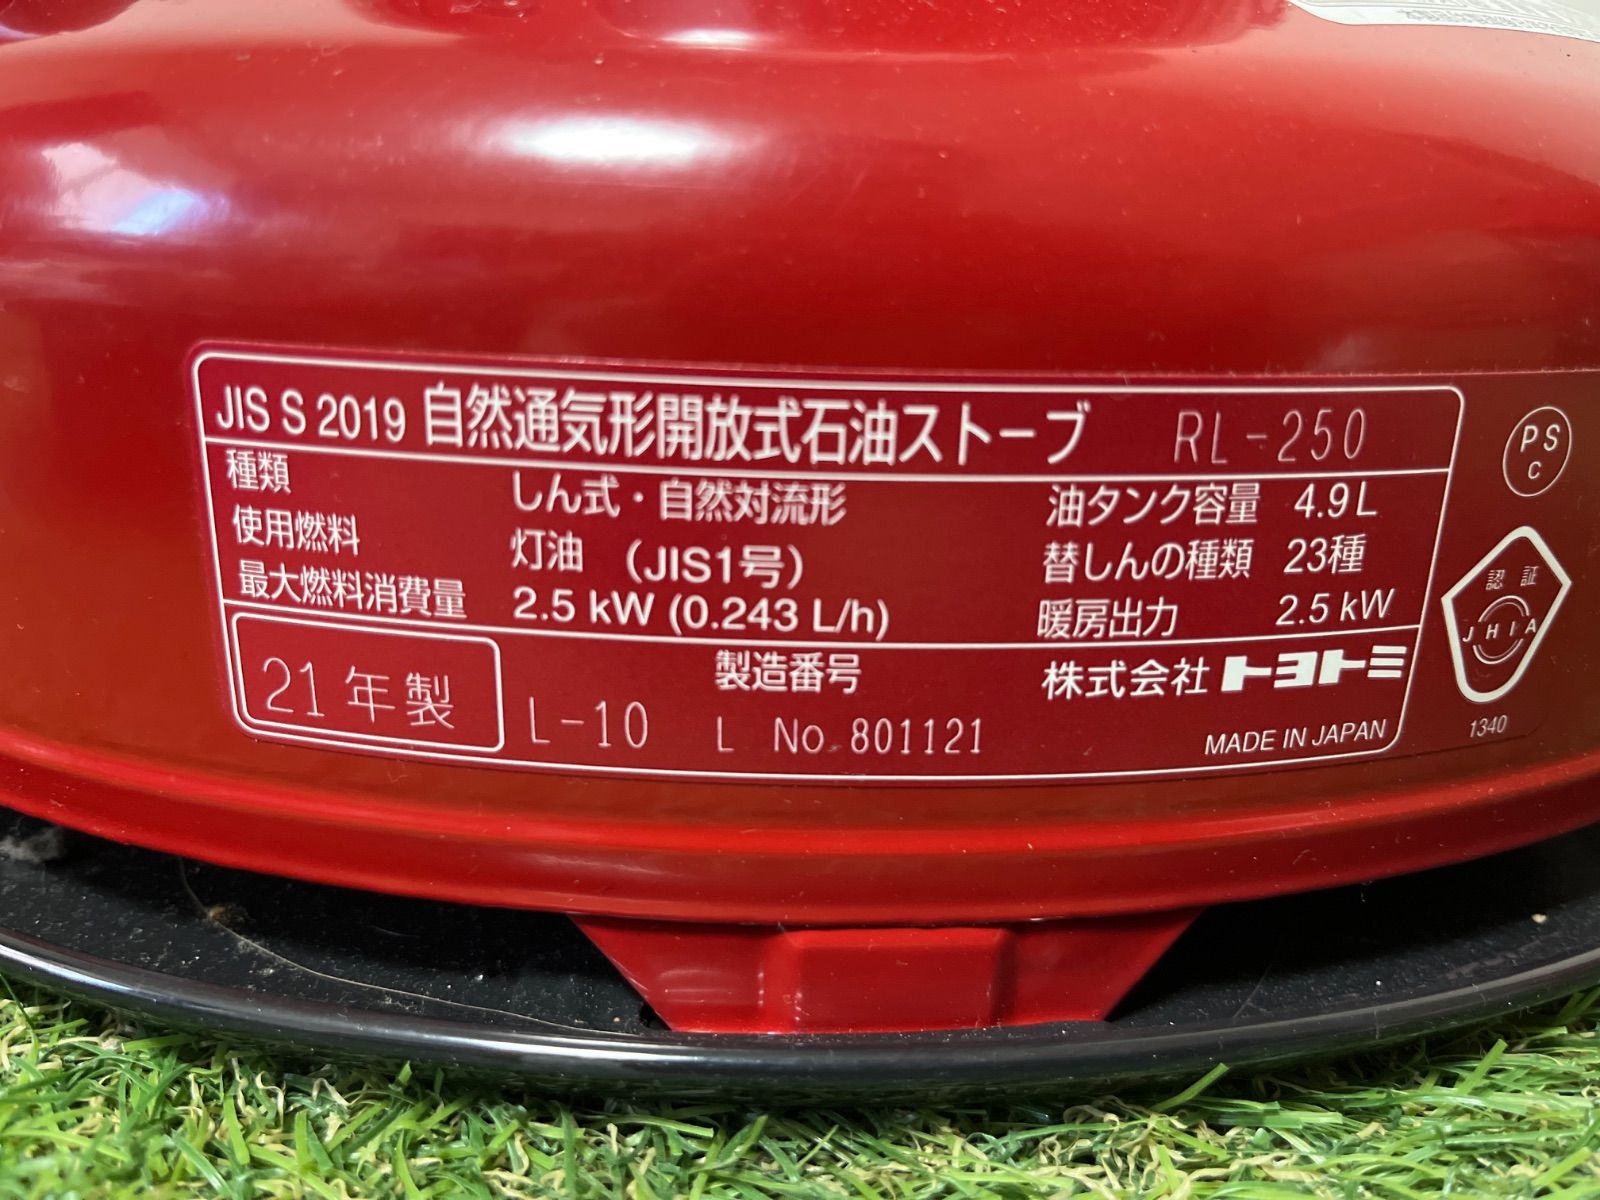 JIS S 2019 自然通気形開放式石油ストーブ RL-250
種類 しん式・自然対流形 油タンク容量 4.9L
使用燃料 灯油 （JIS1号） 替しんの種類 23種
最大燃料消費量 2.5 kW (0.243 L/h) 暖房出力 2.5 kW
21年製 L-10
製造番号
L No.801121
株式会社トヨトミ
MADE IN JAPAN
PS
C
認証
JHIA
1340